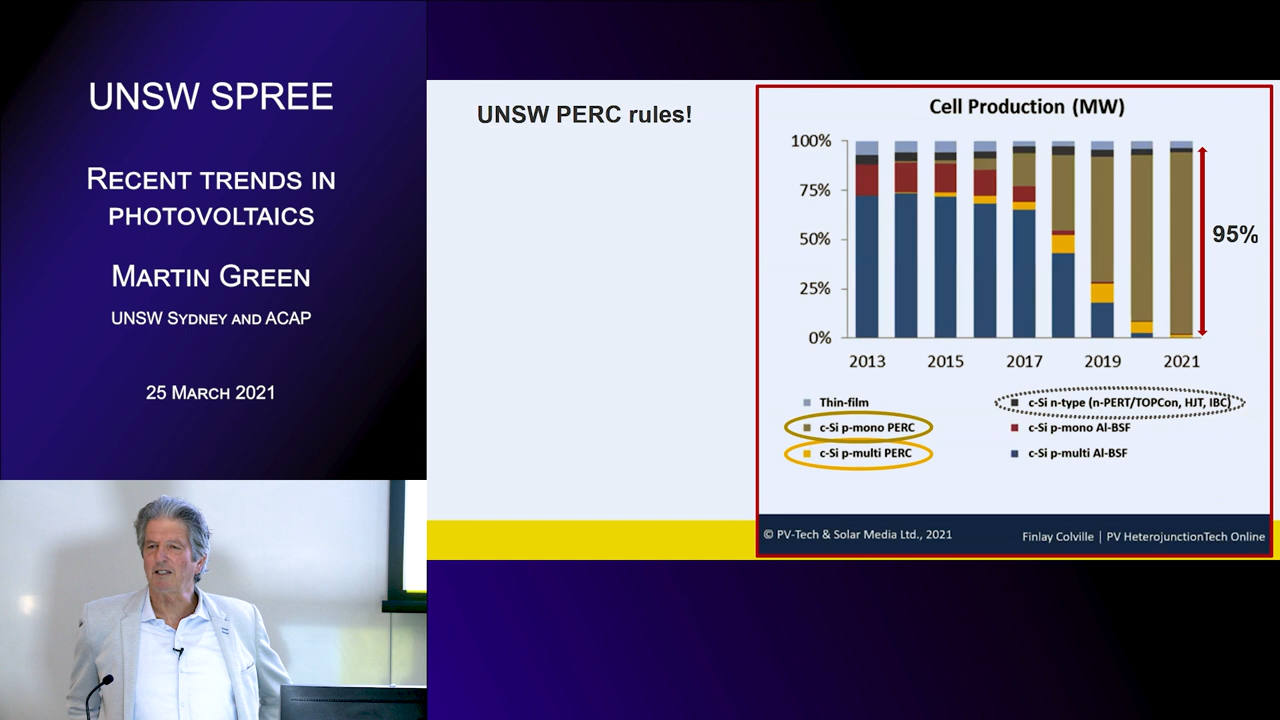 UNSW SPREE
RECENT TRENDS IN
PHOTOVOLTAICS
MARTIN GREEN
UNSW SYDNEY AND ACAP
25 MARCH 2021
UNSW PERC rules!
Cell Production (MW)
100%
75%
50%
25%
0%
95%
2013 2015 2017 2019 2021
Thin-film
c-Si n-type (n-PERT/TOPCon, HJT, IBC)
c-Si p-mono PERC
c-Si p-mono Al-BSF
c-Si p-multi PERC
c-Si p-multi Al-BSF
© PV-Tech & Solar Media Ltd., 2021
Finlay Colville | PV HeterojunctionTech Online